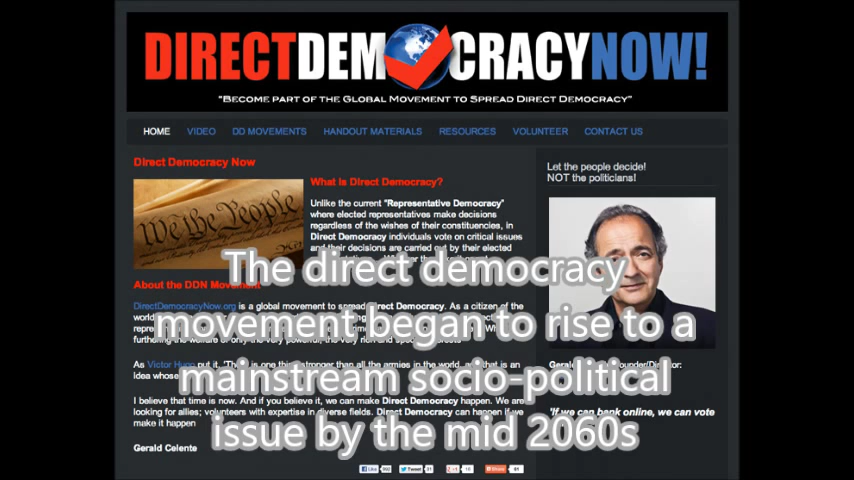 DIRECTDEMOCRACYNOW!
"BECOME PART OF THE GLOBAL MOVEMENT TO SPREAD DIRECT DEMOCRACY"
HOME VIDEO DD MOVEMENTS HANDOUT MATERIALS RESOURCES VOLUNTEER CONTACT US
Direct Democracy Now
We the People
What is Direct Democracy?
Unlike the current "Representative Democracy"
where elected representatives make decisions
regardless of the wishes of their constituencies, in
Direct Democracy individuals vote on critical issues
and their decisions are carried out by their elected
About the DDN Movement
DirectDemocracyNow.org is a global movement to spread Direct Democracy. As a citizen of the
As Victor Hugo put it, "There is one thing stronger than all the armies in the world, and that is an
idea whose
I believe that time is now. And if you believe it, we can make Direct Democracy happen. We are
looking for allies; volunteers with expertise in diverse fields. Direct Democracy can happen if we
make it happen
Gerald Celente
Let the people decide!
NOT the politicians!
Founder/Director:
"If we can bank online, we can vote
The direct democracy
movement began to rise to a
mainstream socio-political
issue by the mid 2060s
Like Tweet Share